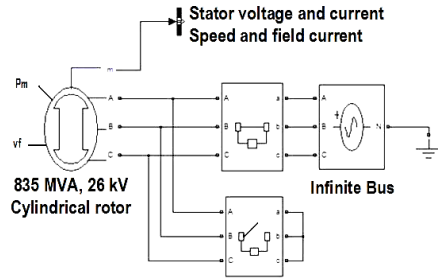 Stator voltage and current
Speed and field current
m
Pm
vf
A
B
C
835 MVA, 26 kV
Cylindrical rotor
A
B
C
a
b
c
A
B
C
+
N
Infinite Bus
A
B
C
a
b
c